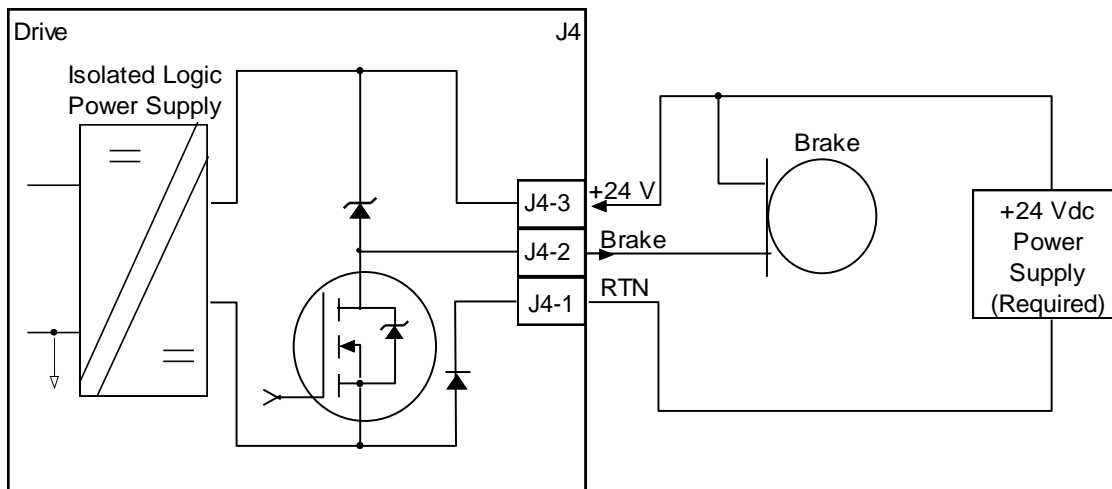 Drive
J4
Isolated Logic
Power Supply
Brake
J4-3
+24 V
J4-2
Brake
J4-1
RTN
+24 Vdc
Power
Supply
(Required)